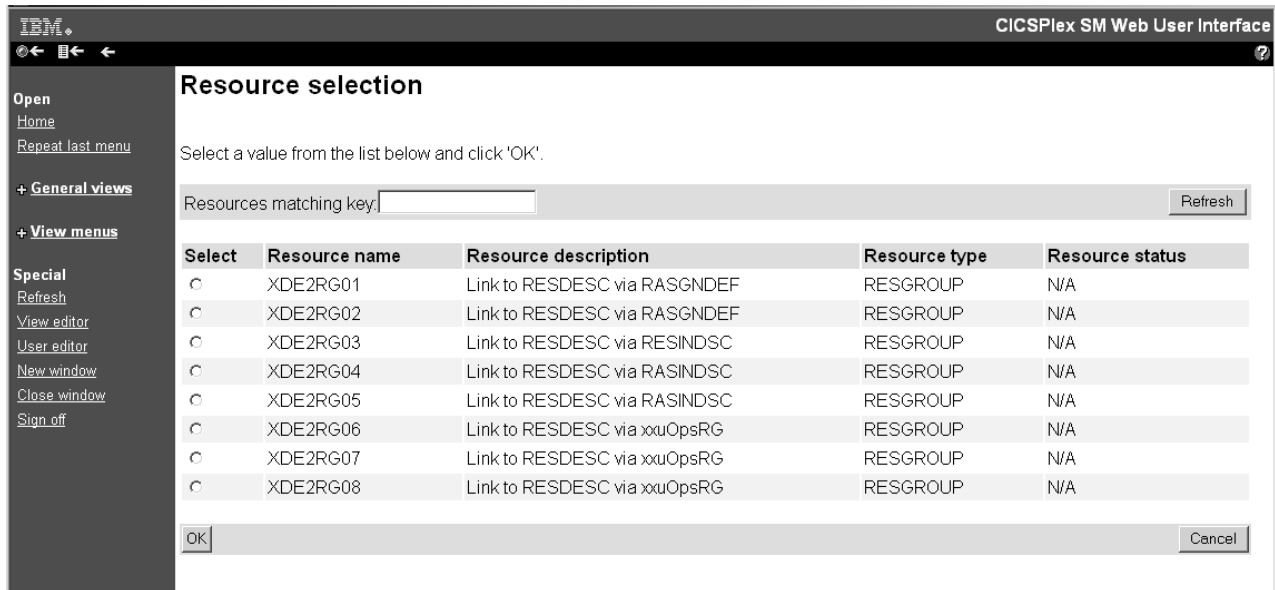 IBM.
CICSPlex SM Web User Interface
?
Resource selection
Open
Home
Repeat last menu
+ General views
+ View menus
Special
Refresh
View editor
User editor
New window
Close window
Sign off
Select a value from the list below and click 'OK'.
Resources matching key: Refresh
Select Resource name Resource description Resource type Resource status
XDE2RG01 Link to RESDESC via RASGNDEF RESGROUP N/A
XDE2RG02 Link to RESDESC via RASGNDEF RESGROUP N/A
XDE2RG03 Link to RESDESC via RESINDSC RESGROUP N/A
XDE2RG04 Link to RESDESC via RASINDSC RESGROUP N/A
XDE2RG05 Link to RESDESC via RASINDSC RESGROUP N/A
XDE2RG06 Link to RESDESC via xxuOpsRG RESGROUP N/A
XDE2RG07 Link to RESDESC via xxuOpsRG RESGROUP N/A
XDE2RG08 Link to RESDESC via xxuOpsRG RESGROUP N/A
OK Cancel